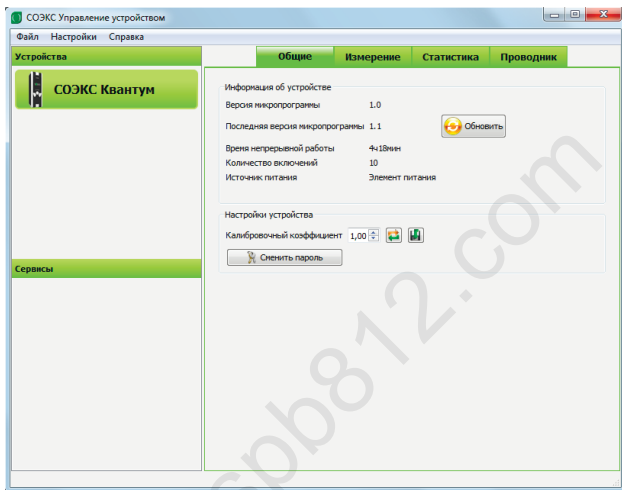 СОЭКС Управление устройством
Файл Настройки Справка
Устройства
СОЭКС Квантум
Сервисы
Общие Измерение Статистика Проводник
Информация об устройстве
Версия микропрограммы 1.0
Последняя версия микропрограммы 1.1 Обновить
Время непрерывной работы 4ч18мин
Количество включений 10
Источник питания Элемент питания
Настройки устройства
Калибровочный коэффициент 1,00
Сменить пароль
spb812.com